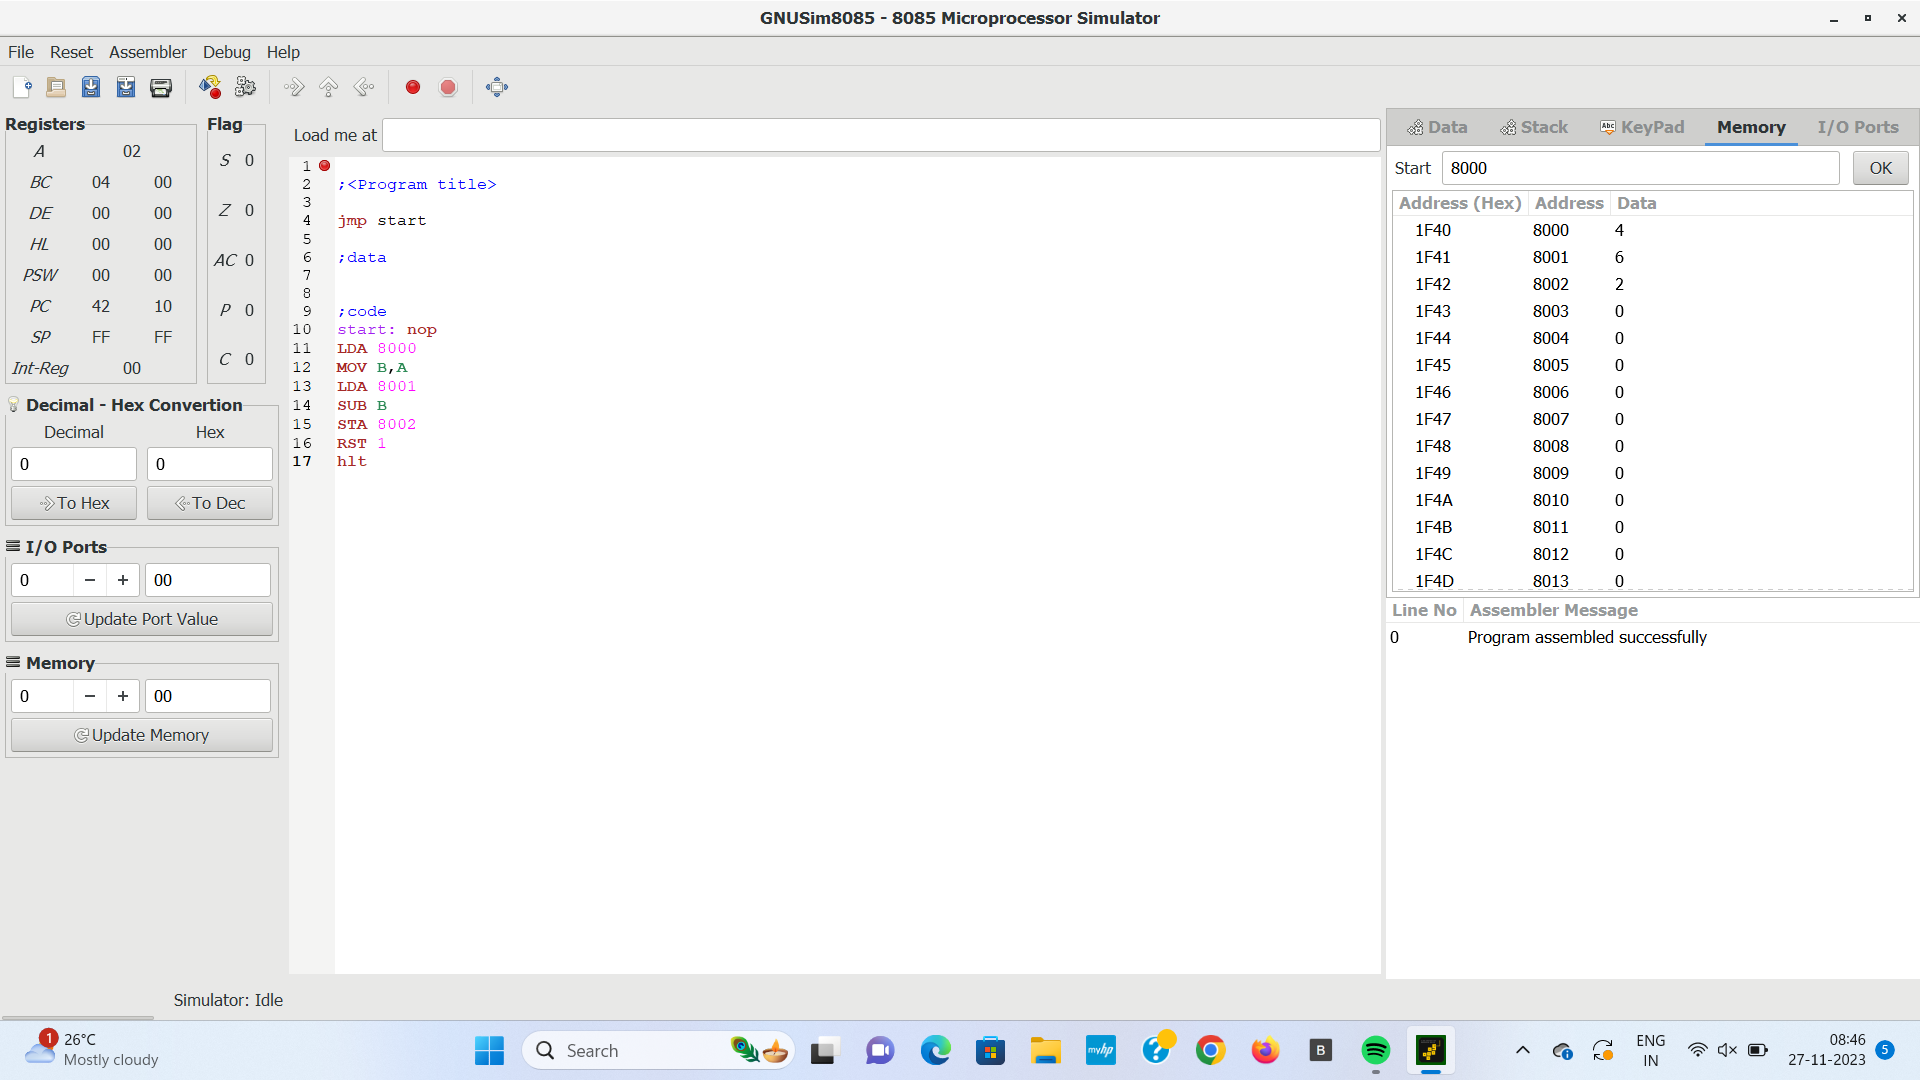 GNUSim8085 - 8085 Microprocessor Simulator
File Reset Assembler Debug Help
Registers
A 02
BC 04 00
DE 00 00
HL 00 00
PSW 00 00
PC 42 10
SP FF FF
Int-Reg 00
Flag
S 0
Z 0
AC 0
P 0
C 0
Decimal - Hex Convertion
Decimal Hex
0 0
To Hex To Dec
I/O Ports
0 − + 00
Update Port Value
Memory
0 − + 00
Update Memory
Load me at
1
2 ;<Program title>
3
4 jmp start
5
6 ;data
7
8
9 ;code
10 start: nop
11 LDA 8000
12 MOV B,A
13 LDA 8001
14 SUB B
15 STA 8002
16 RST 1
17 hlt
Data Stack Abc KeyPad Memory I/O Ports
Start 8000 OK
Address (Hex) Address Data
1F40 8000 4
1F41 8001 6
1F42 8002 2
1F43 8003 0
1F44 8004 0
1F45 8005 0
1F46 8006 0
1F47 8007 0
1F48 8008 0
1F49 8009 0
1F4A 8010 0
1F4B 8011 0
1F4C 8012 0
1F4D 8013 0
Line No Assembler Message
0 Program assembled successfully
Simulator: Idle
1 26°C
Mostly cloudy
Search
myhp
B
ENG
IN
08:46
27-11-2023
5